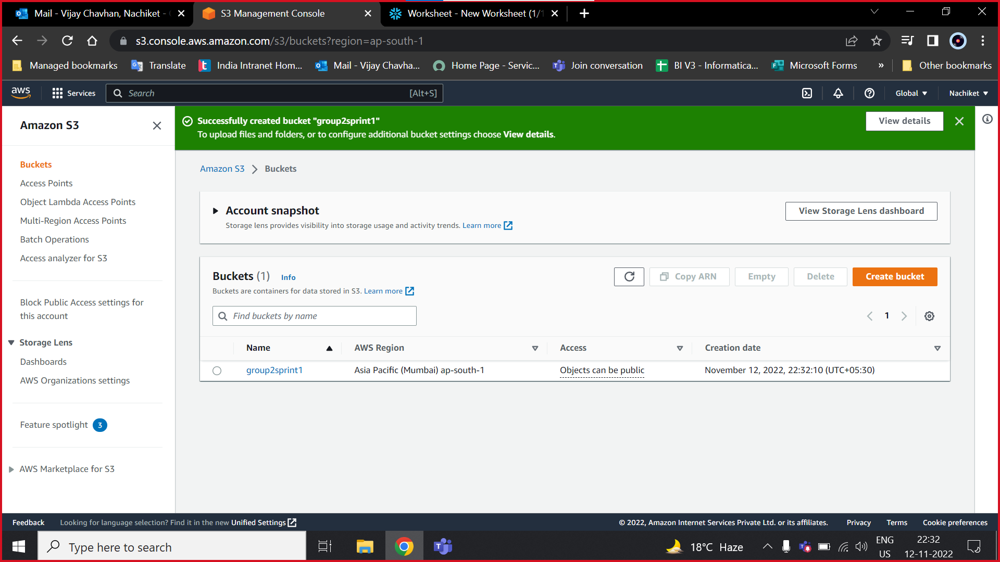 Mail - Vijay Chavhan, Nachiket -
S3 Management Console
Worksheet - New Worksheet (1/1
s3.console.aws.amazon.com/s3/buckets?region=ap-south-1
Managed bookmarks
Translate
India Intranet Hom...
Mail - Vijay Chavha...
Home Page - Servic...
Join conversation
BI V3 - Informatica...
Microsoft Forms
»
Other bookmarks
aws
Services
Search
[Alt+S]
Global
Nachiket
Amazon S3
Successfully created bucket "group2sprint1"
To upload files and folders, or to configure additional bucket settings choose View details.
View details
Buckets
Access Points
Object Lambda Access Points
Multi-Region Access Points
Batch Operations
Access analyzer for S3
Block Public Access settings for
this account
Storage Lens
Dashboards
AWS Organizations settings
Feature spotlight 3
AWS Marketplace for S3
Amazon S3 > Buckets
Account snapshot
Storage lens provides visibility into storage usage and activity trends. Learn more
View Storage Lens dashboard
Buckets (1) Info
Buckets are containers for data stored in S3. Learn more
Copy ARN
Empty
Delete
Create bucket
Find buckets by name
1
Name AWS Region Access Creation date
group2sprint1 Asia Pacific (Mumbai) ap-south-1 Objects can be public November 12, 2022, 22:32:10 (UTC+05:30)
Feedback
Looking for language selection? Find it in the new Unified Settings
© 2022, Amazon Internet Services Private Ltd. or its affiliates.
Privacy
Terms
Cookie preferences
Type here to search
18°C Haze
ENG
US
22:32
12-11-2022